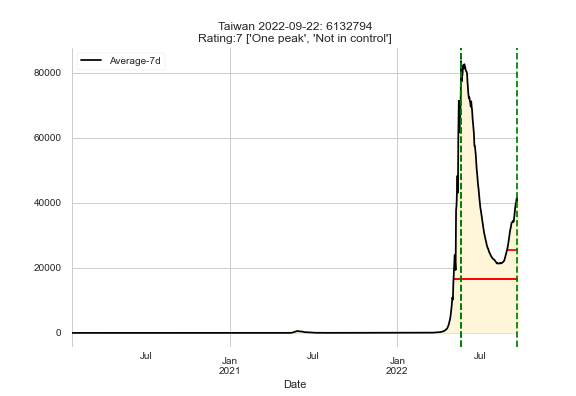 Taiwan 2022-09-22: 6132794
Rating:7 ['One peak', 'Not in control']
Average-7d
80000
60000
40000
20000
0
Jul
Jan
2021
Jul
Jan
2022
Jul
Date